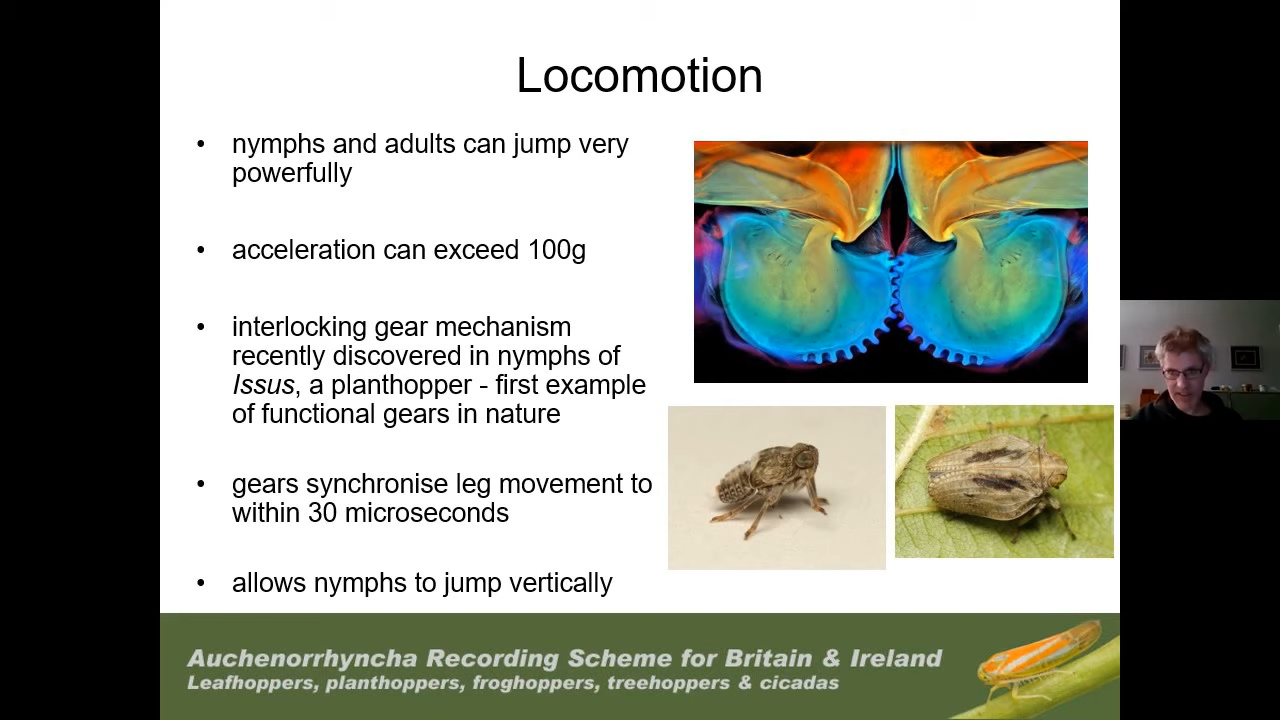 Locomotion
• nymphs and adults can jump very
powerfully
• acceleration can exceed 100g
• interlocking gear mechanism
recently discovered in nymphs of
Issus, a planthopper - first example
of functional gears in nature
• gears synchronise leg movement to
within 30 microseconds
• allows nymphs to jump vertically
Auchenorrhyncha Recording Scheme for Britain & Ireland
Leafhoppers, planthoppers, froghoppers, treehoppers & cicadas